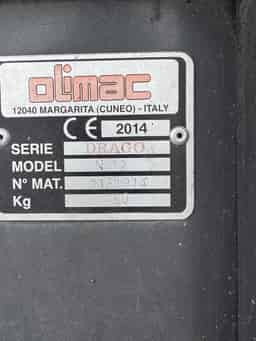 olimac
12040 MARGARITA (CUNEO) - ITALY
CE 2014
SERIE DRAGO
MODEL
N° MAT.
Kg